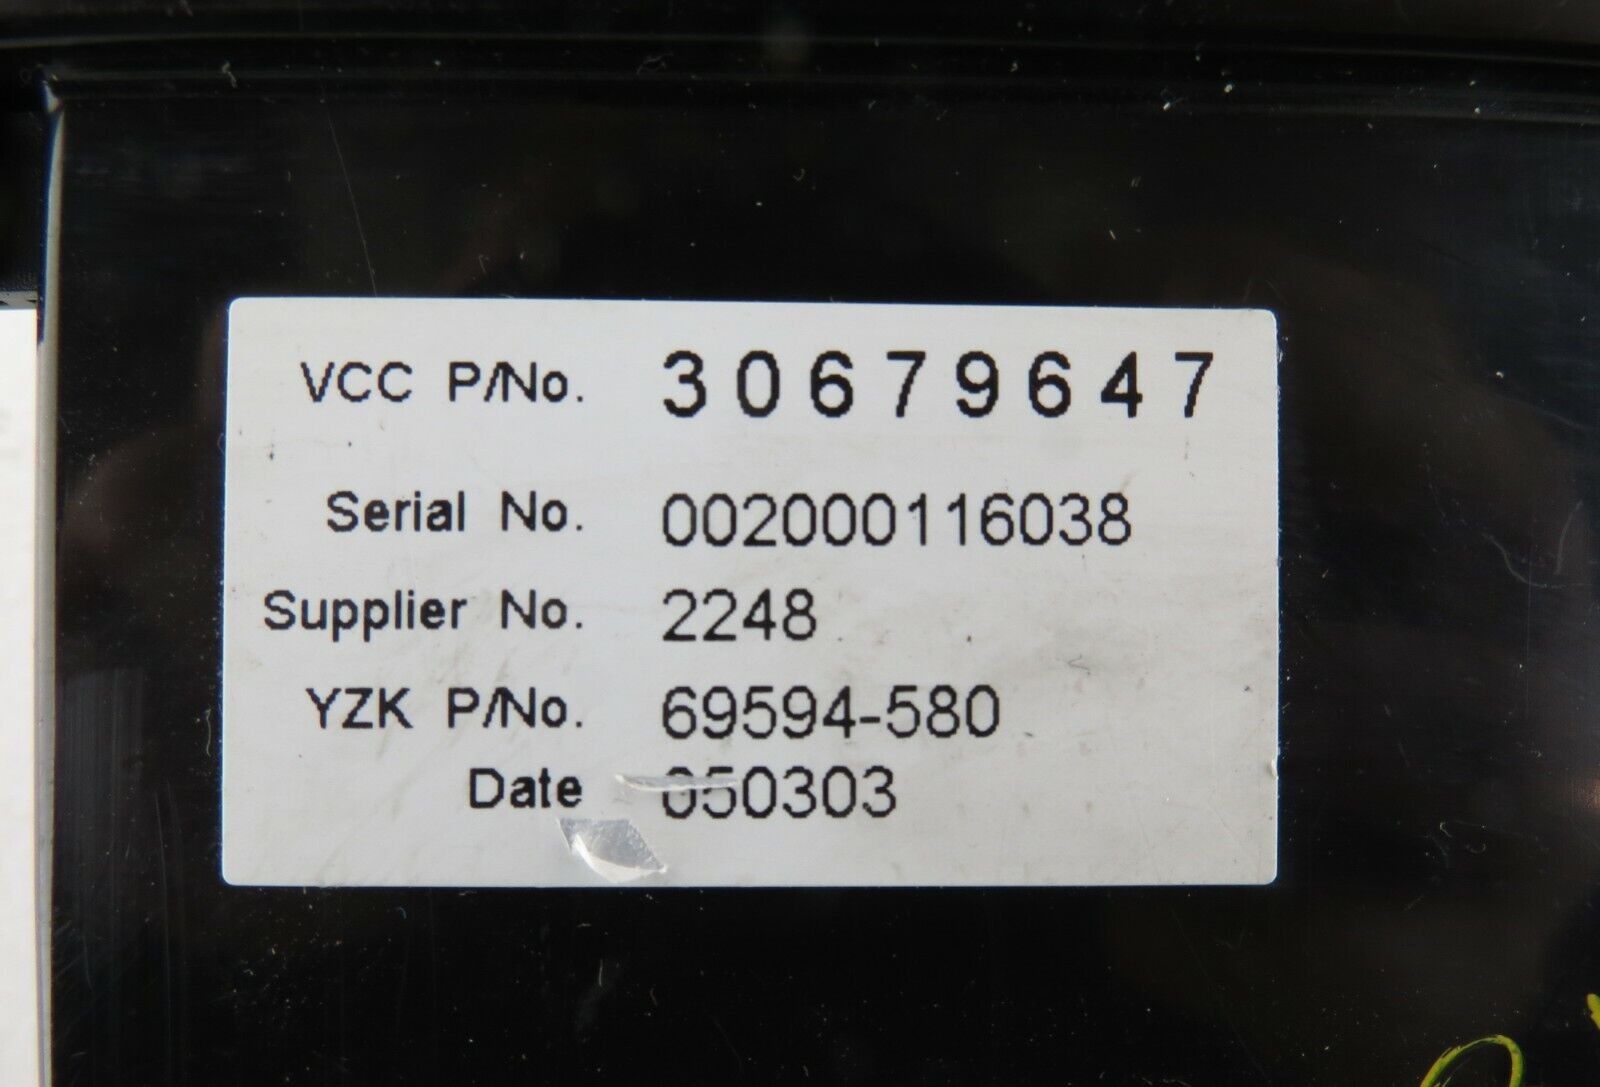 VCC P/No. 30679647
Serial No. 002000116038
Supplier No. 2248
YZK P/No. 69594-580
Date 050303